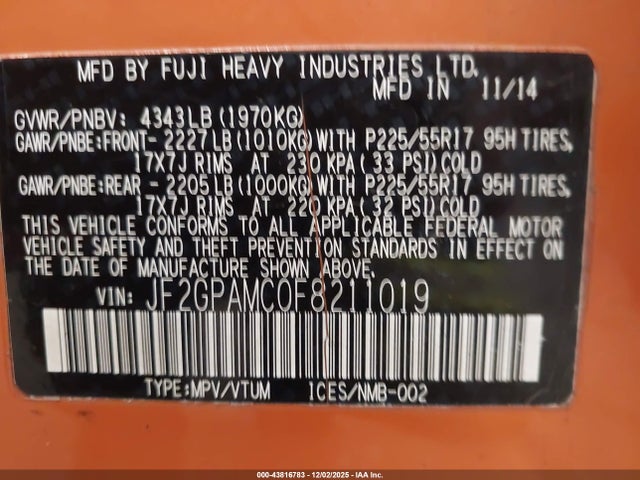 MFD BY FUJI HEAVY INDUSTRIES LTD.
MFD IN 11/14
GVWR/PNBV: 4343LB (1970KG)
GAWR/PNBE:FRONT- 2227LB(1010KG)WITH P225/55R17 95H TIRES,
17X7J RIMS AT 230 KPA(33 PSI)COLD
GAWR/PNBE:REAR - 2205LB(1000KG)WITH P225/55R17 95H TIRES,
17X7J RIMS AT 220 KPA(32 PSI)COLD
THIS VEHICLE CONFORMS TO ALL APPLICABLE FEDERAL MOTOR
VEHICLE SAFETY AND THEFT PREVENTION STANDARDS IN EFFECT ON
THE DATE OF MANUFACTURE SHOWN ABOVE.
VIN: JF2GPAMC0F8211019
TYPE:MPV/VTUM ICES/NMB-002
000-43816783 - 12/02/2025 - IAA Inc.